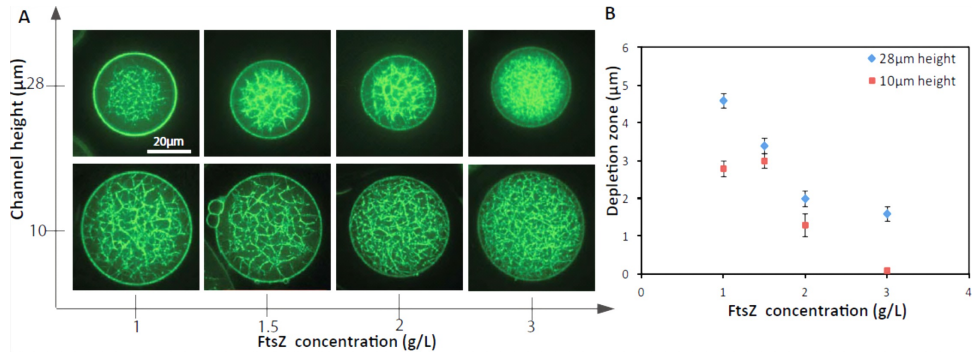 A
Channel height (µm)
28
10
20µm
1
1.5
2
3
FtsZ concentration (g/L)
B
Depletion zone (µm)
6
5
4
3
2
1
0
0
1
2
3
4
28µm height
10µm height
FtsZ concentration (g/L)